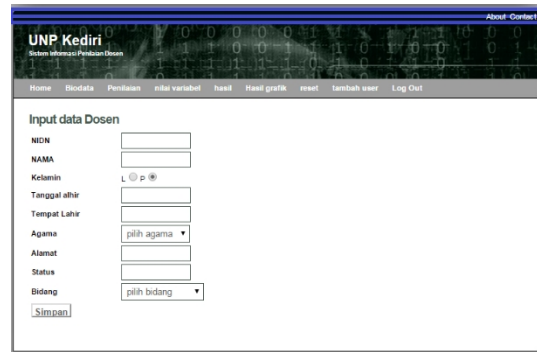 About Contact
UNP Kediri
Sistem Informasi Penilaian Dosen
Home Biodata Penilaian nilai variabel hasil Hasil grafik reset tambah user Log Out
Input data Dosen
NIDN
NAMA
Kelamin L P
Tanggal alhir
Tempat Lahir
Agama pilih agama
Alamat
Status
Bidang pilih bidang
Simpan